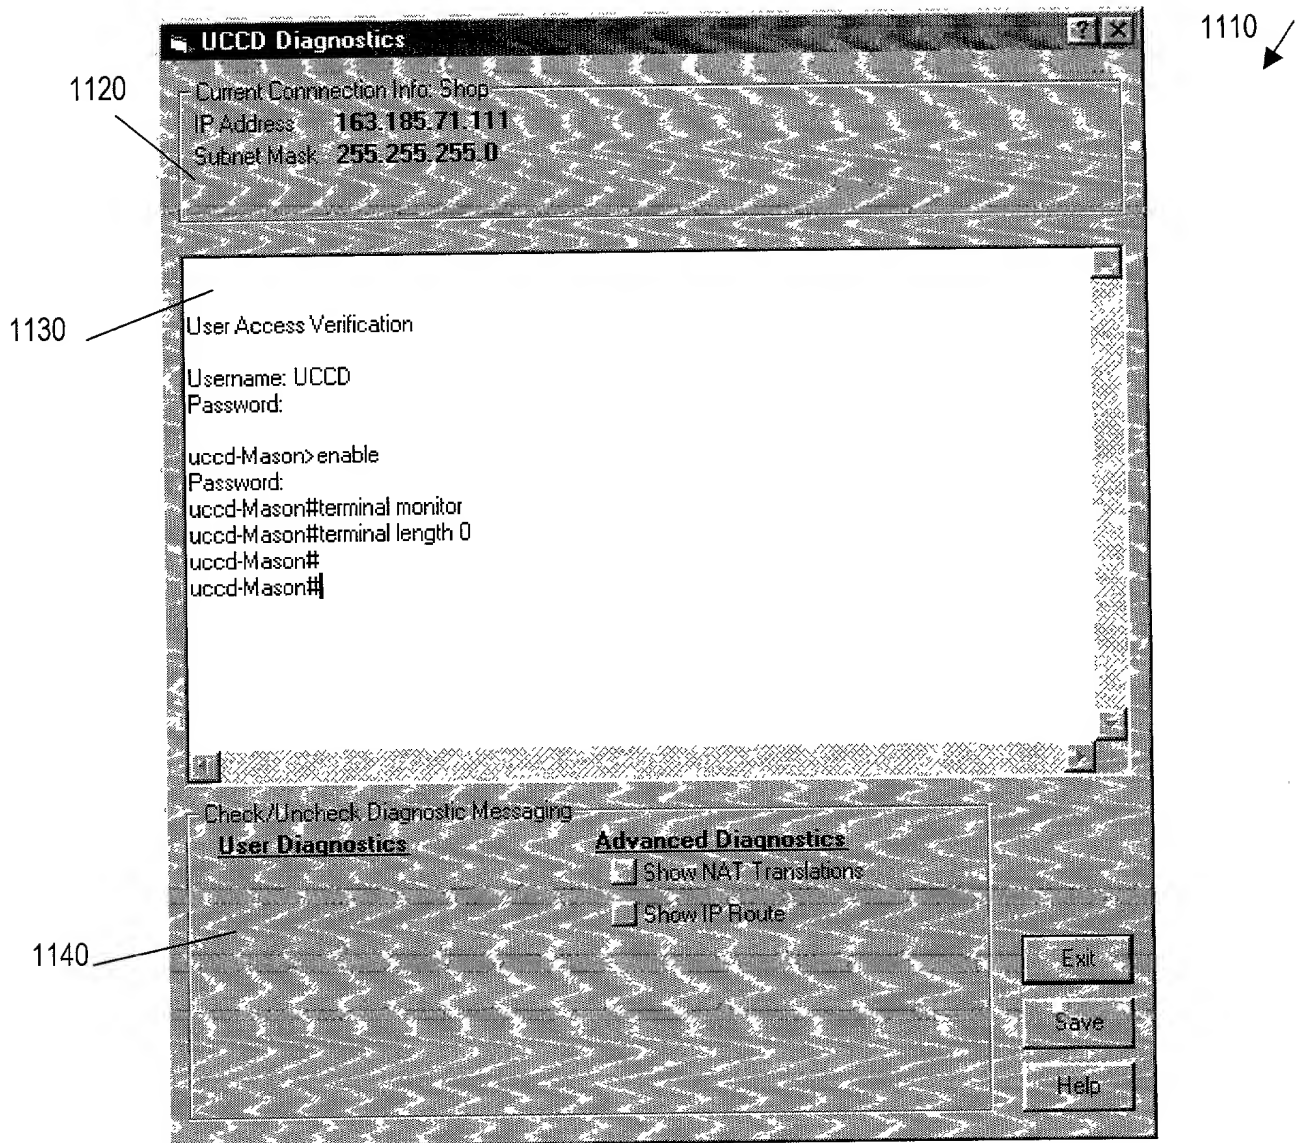 1110
UCCD Diagnostics
1120
Current Connnection Info: Shop
IP Address 163.185.71.111
Subnet Mask 255.255.255.0
1130
User Access Verification
Username: UCCD
Password:
uccd-Mason>enable
Password:
uccd-Mason#terminal monitor
uccd-Mason#terminal length 0
uccd-Mason#
uccd-Mason#
Check/Uncheck Diagnostic Messaging
User Diagnostics
Advanced Diagnostics
Show NAT Translations
Show IP Route
1140
Exit
Save
Help